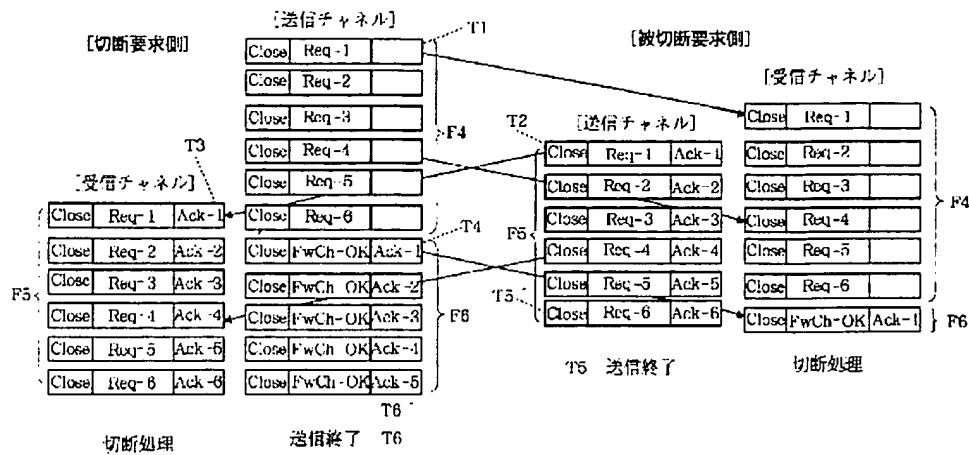 [送信チャネル]
T1
[切断要求側]
[被切断要求側]
Close Req-1
Close Req-2
Close Req-3
Close Req-4
Close Req-5
Close Req-6
F4
Close FwCh-OK Ack-1
Close FwCh-OK Ack-2
Close FwCh-OK Ack-3
Close FwCh-OK Ack-4
Close FwCh-OK Ack-5
T4
F6
T6
送信終了 T6
T3
[受信チャネル]
Close Req-1 Ack-1
Close Req-2 Ack-2
Close Req-3 Ack-3
Close Req-4 Ack-4
Close Req-5 Ack-5
Close Req-6 Ack-6
F5
切断処理
T2
[送信チャネル]
Close Req-1 Ack-1
Close Req-2 Ack-2
Close Req-3 Ack-3
Close Req-4 Ack-4
Close Req-5 Ack-5
Close Req-6 Ack-6
F5
T5
T5 送信終了
[受信チャネル]
Close Req-1
Close Req-2
Close Req-3
Close Req-4
Close Req-5
Close Req-6
F4
Close FwCh-OK Ack-1
F6
切断処理